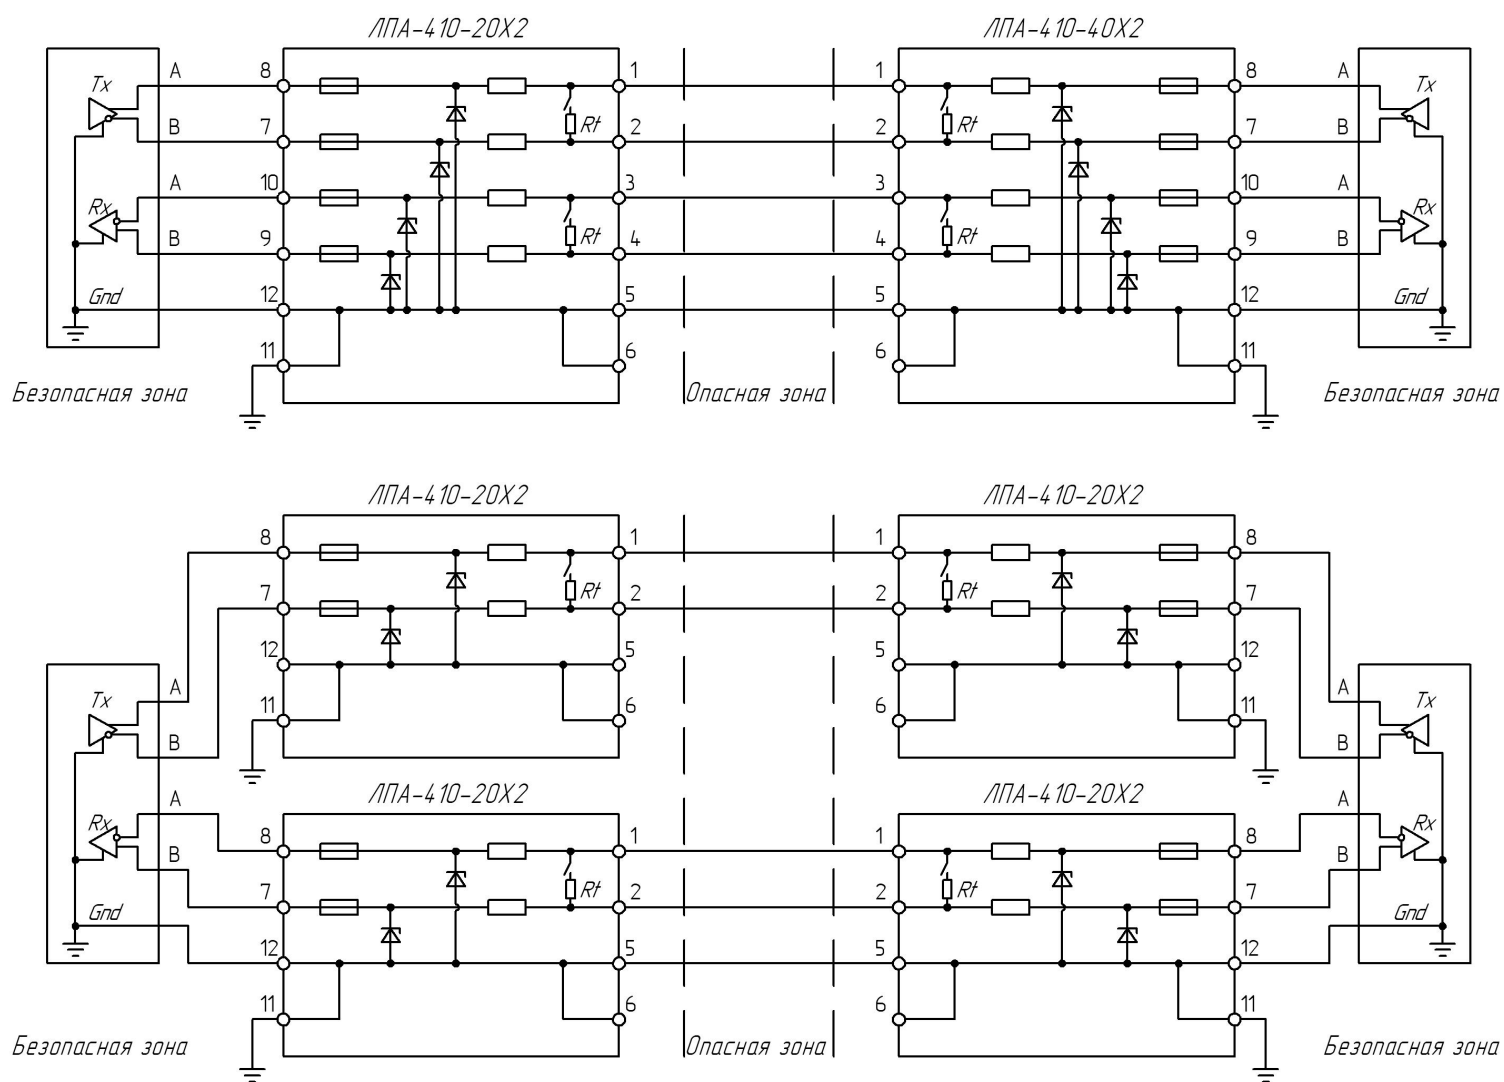 ЛПА-410-20Х2 ЛПА-410-40Х2
Tx A 8 1 1 8 A Tx
B 7 Rt 2 2 Rt 7 B
Rx A 10 3 3 10 A Rx
B 9 Rt 4 4 Rt 9 B
Gnd 12 5 5 12 Gnd
11 6 6 11
Безопасная зона Опасная зона Безопасная зона
ЛПА-410-20Х2 ЛПА-410-20Х2
8 1 1 8
7 Rt 2 2 Rt 7
12 5 5 12
Tx A 11 6 6 11 A Tx
B B
ЛПА-410-20Х2 ЛПА-410-20Х2
Rx A 8 1 1 8 A Rx
B 7 Rt 2 2 Rt 7 B
Gnd 12 5 5 12 Gnd
11 6 6 11
Безопасная зона Опасная зона Безопасная зона